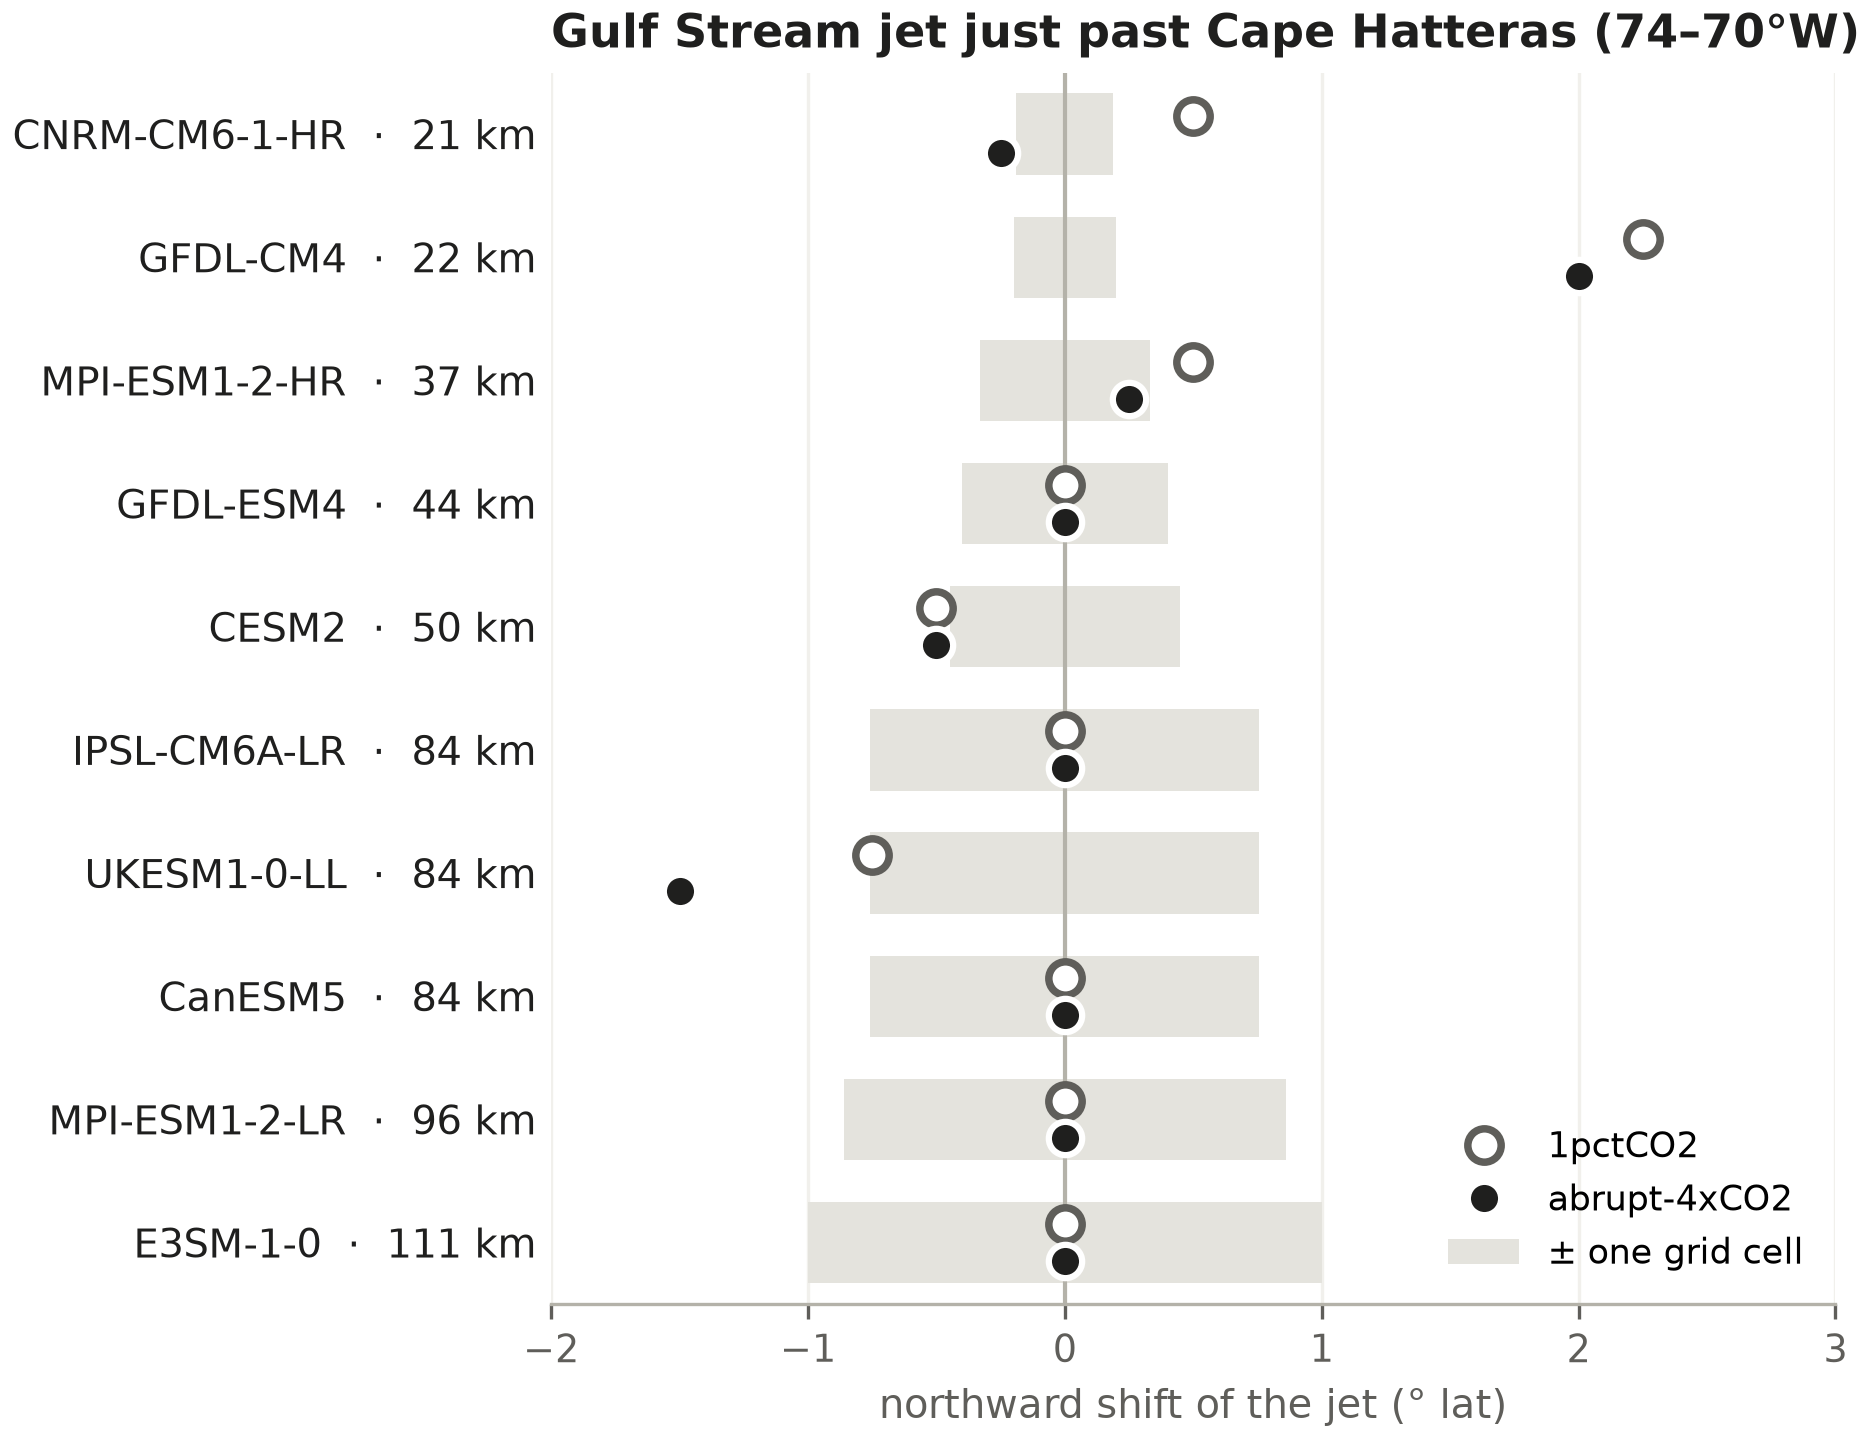 Gulf Stream jet just past Cape Hatteras (74–70°W)
CNRM-CM6-1-HR · 21 km
GFDL-CM4 · 22 km
MPI-ESM1-2-HR · 37 km
GFDL-ESM4 · 44 km
CESM2 · 50 km
IPSL-CM6A-LR · 84 km
UKESM1-0-LL · 84 km
CanESM5 · 84 km
MPI-ESM1-2-LR · 96 km
E3SM-1-0 · 111 km
1pctCO2
abrupt-4xCO2
± one grid cell
−2 −1 0 1 2 3
northward shift of the jet (° lat)